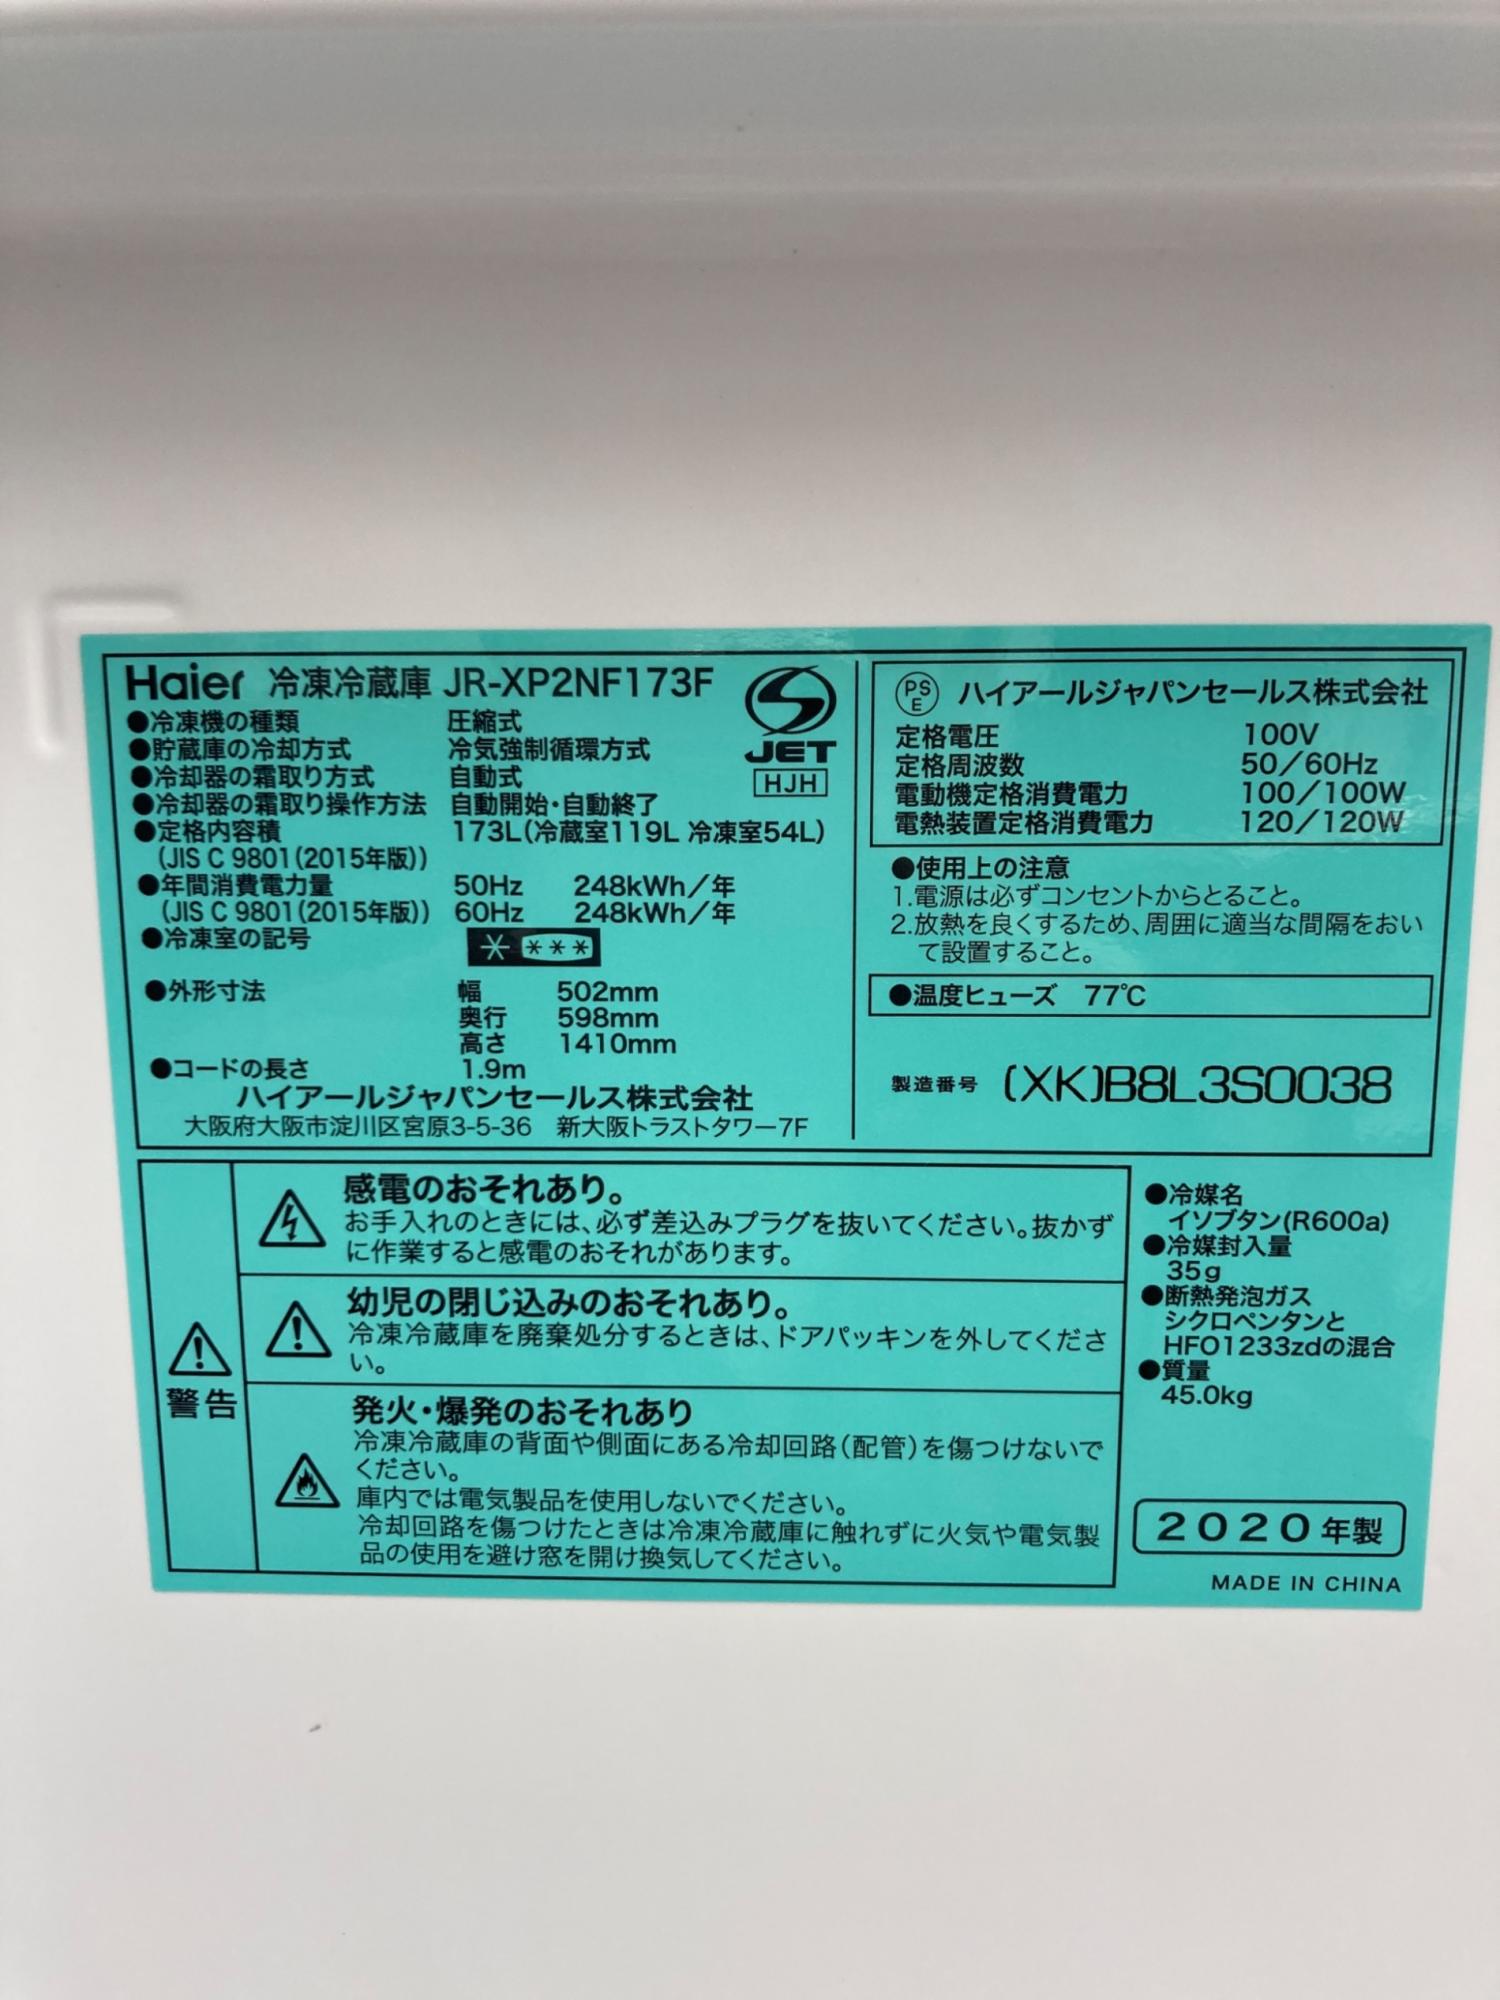 Haier 冷凍冷蔵庫 JR-XP2NF173F
●冷凍機の種類 圧縮式
●貯蔵庫の冷却方式 冷気強制循環方式
●冷却器の霜取り方式 自動式
●冷却器の霜取り操作方法 自動開始・自動終了
●定格内容積 173L(冷蔵室119L 冷凍室54L)
(JIS C 9801(2015年版))
●年間消費電力量 50Hz 248kWh/年
(JIS C 9801(2015年版)) 60Hz 248kWh/年
●冷凍室の記号 * ***
●外形寸法 幅 502mm
奥行 598mm
高さ 1410mm
●コードの長さ 1.9m
ハイアールジャパンセールス株式会社
大阪府大阪市淀川区宮原3-5-36 新大阪トラストタワー7F
JET
HJH
PS
E
ハイアールジャパンセールス株式会社
定格電圧 100V
定格周波数 50/60Hz
電動機定格消費電力 100/100W
電熱装置定格消費電力 120/120W
●使用上の注意
1.電源は必ずコンセントからとること。
2.放熱を良くするため、周囲に適当な間隔をおい
て設置すること。
●温度ヒューズ 77℃
製造番号 (XK)B8L3S0038
警告
感電のおそれあり。
お手入れのときには、必ず差込みプラグを抜いてください。抜かず
に作業すると感電のおそれがあります。
幼児の閉じ込みのおそれあり。
冷凍冷蔵庫を廃棄処分するときは、ドアパッキンを外してくださ
い。
発火・爆発のおそれあり
冷凍冷蔵庫の背面や側面にある冷却回路(配管)を傷つけないで
ください。
庫内では電気製品を使用しないでください。
冷却回路を傷つけたときは冷凍冷蔵庫に触れずに火気や電気製
品の使用を避け窓を開け換気してください。
●冷媒名
イソブタン(R600a)
●冷媒封入量
35g
●断熱発泡ガス
シクロペンタンと
HFO1233zdの混合
●質量
45.0kg
2020年製
MADE IN CHINA